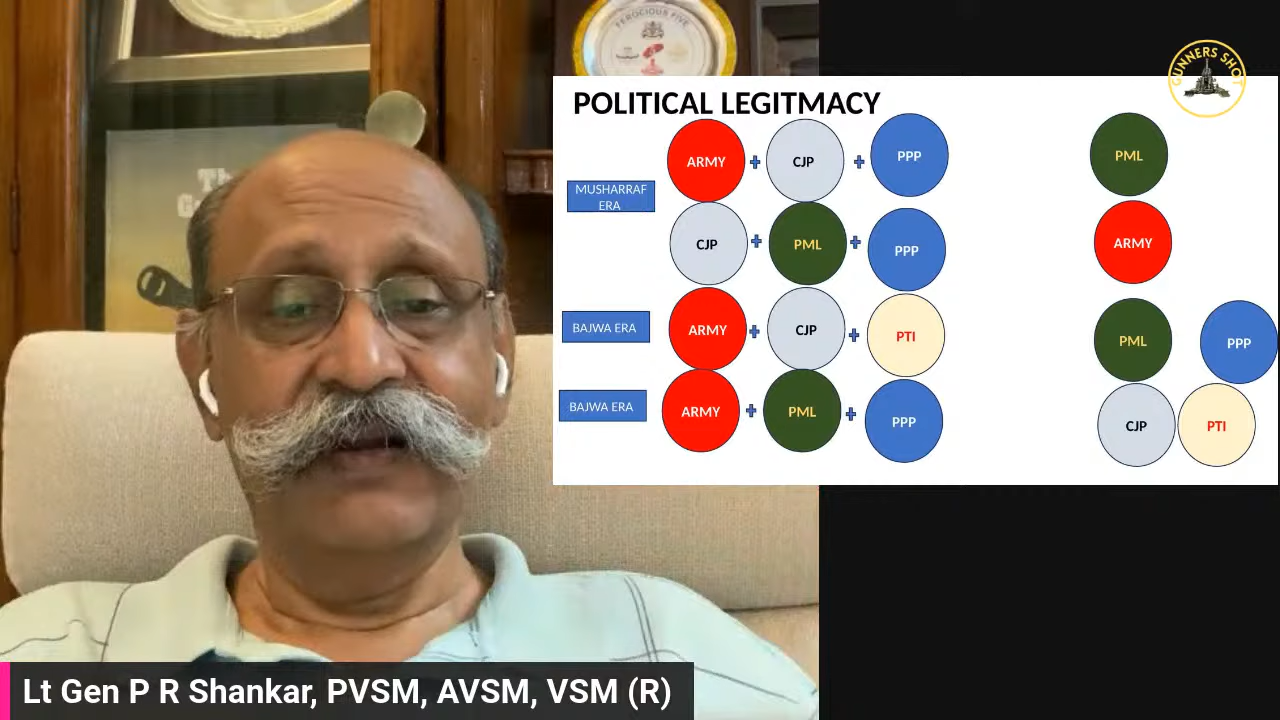 FEROCIOUS FIVE
GUNNERS SHOT
POLITICAL LEGITMACY
ARMY + CJP + PPP PML
MUSHARRAF
ERA
CJP + PML + PPP ARMY
BAJWA ERA ARMY + CJP + PTI PML PPP
BAJWA ERA ARMY + PML + PPP CJP PTI
Lt Gen P R Shankar, PVSM, AVSM, VSM (R)